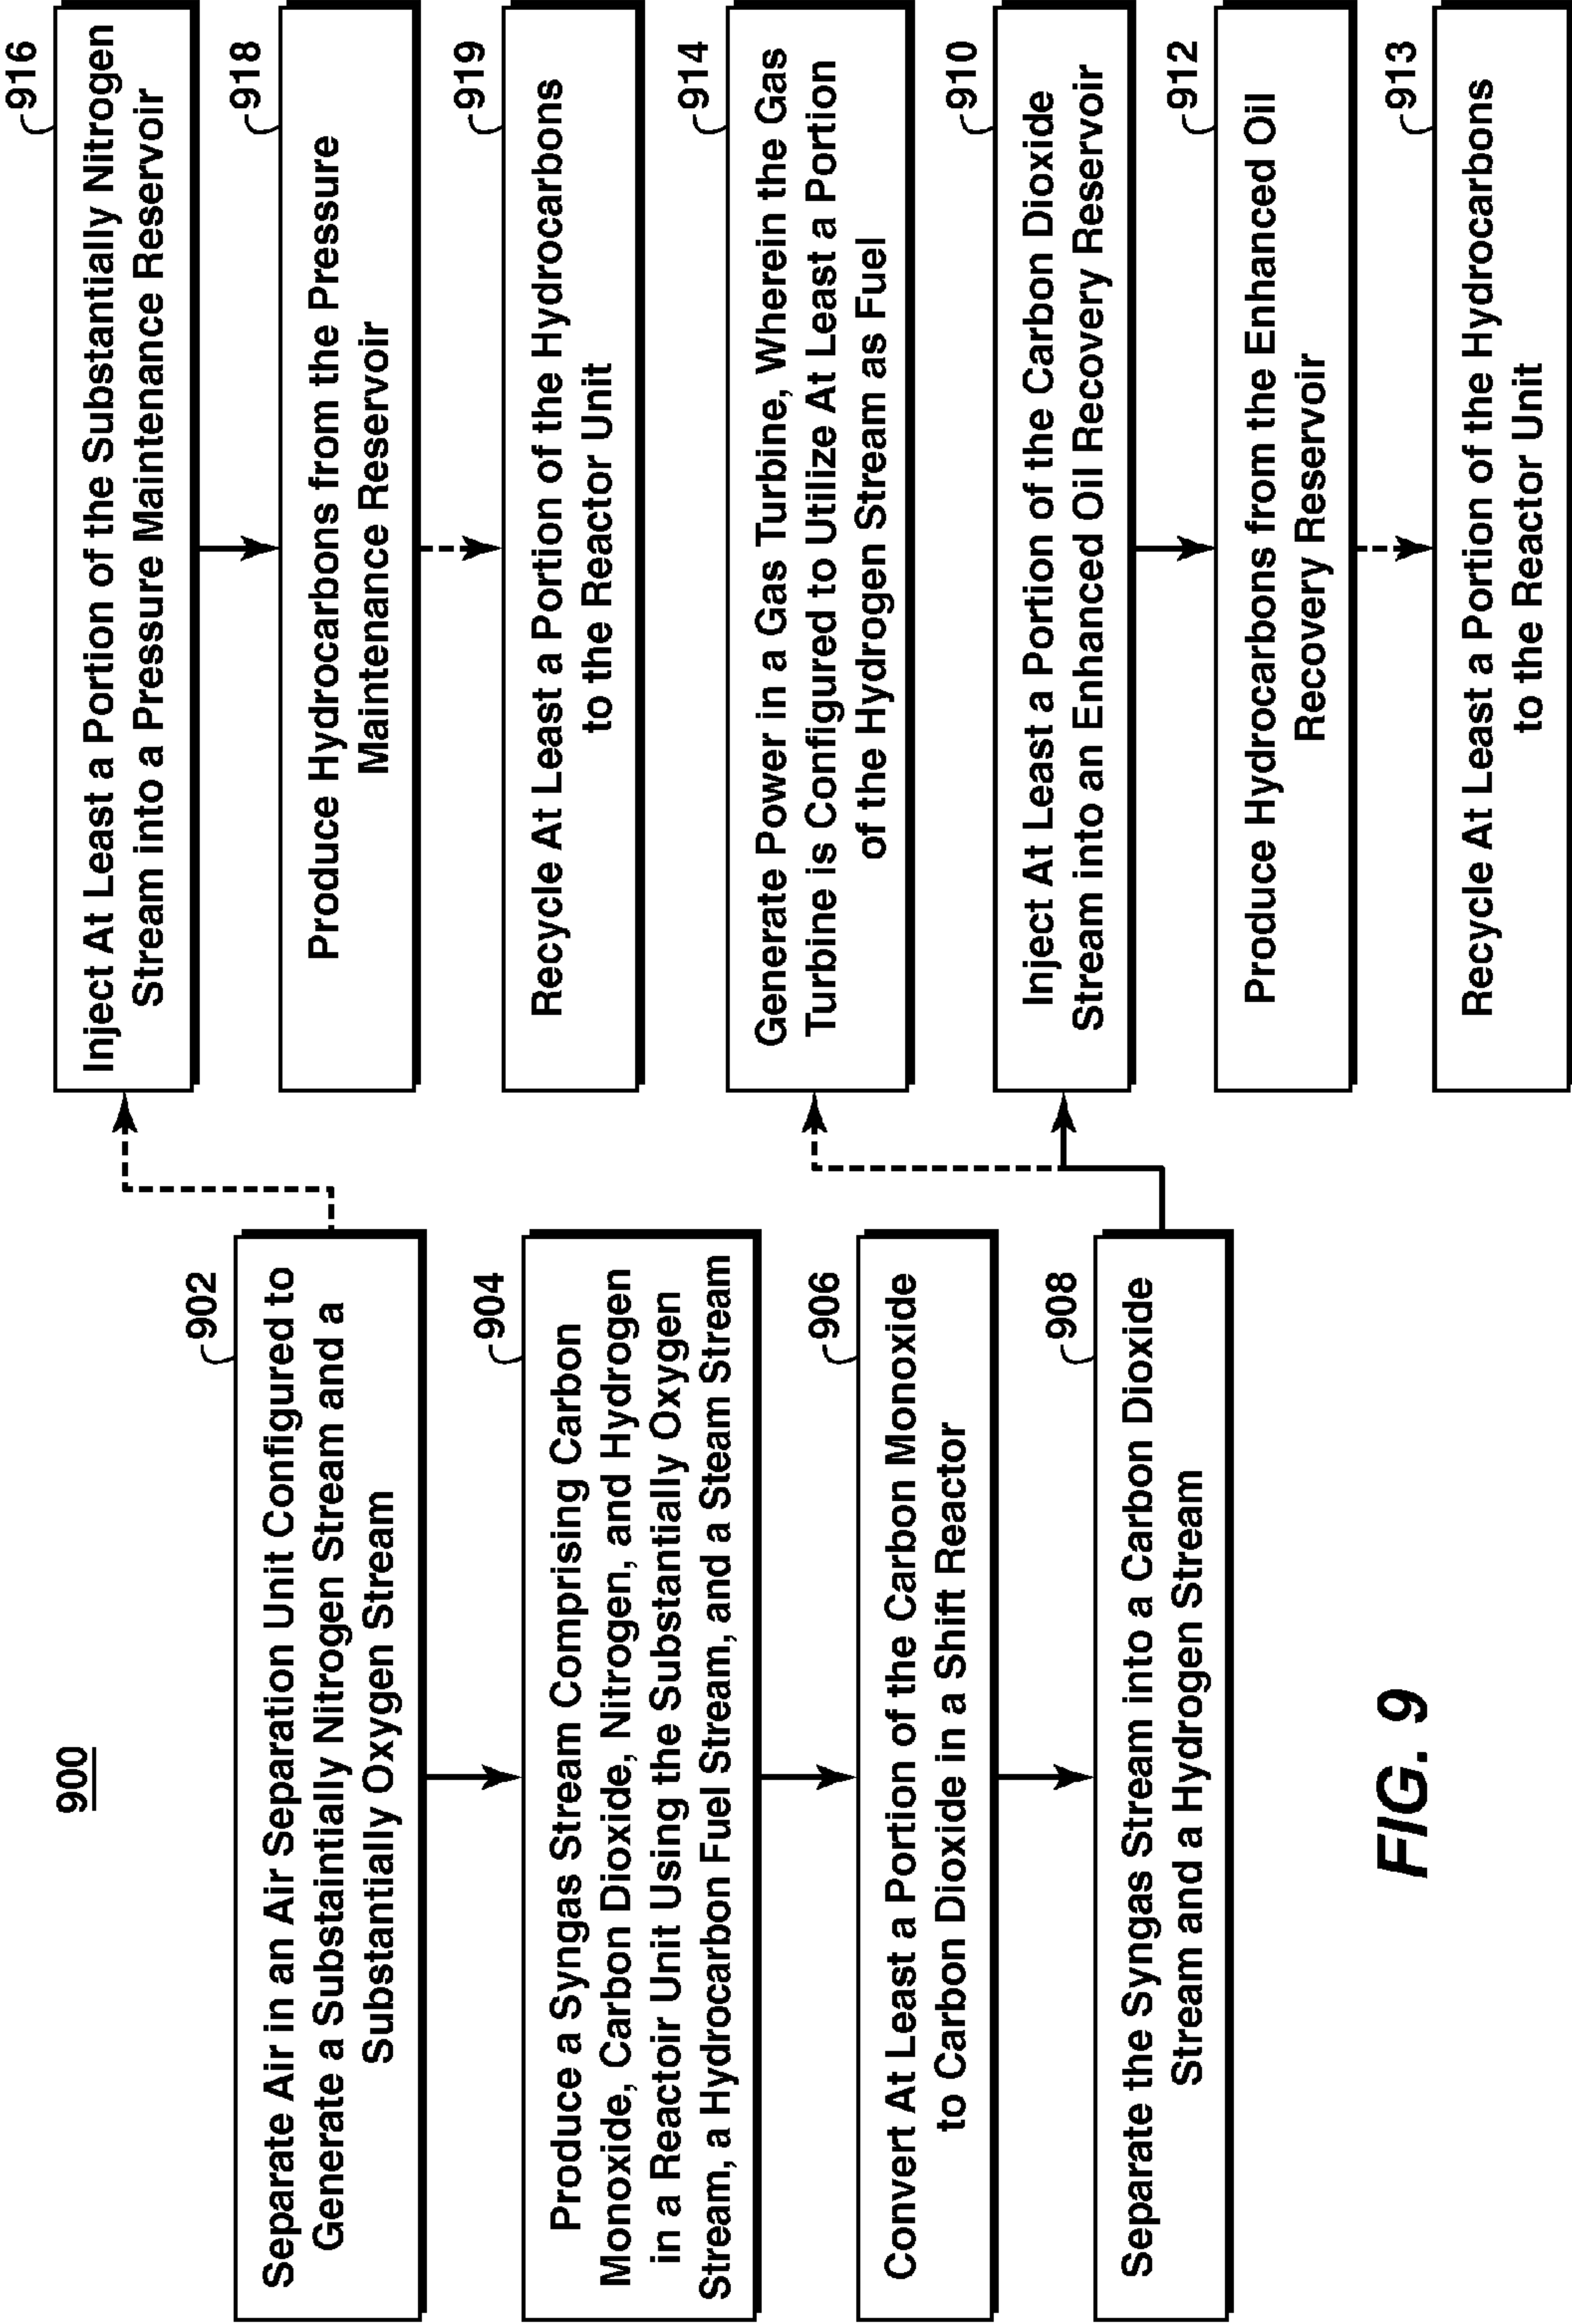 900
902
Separate Air in an Air Separation Unit Configured to
Generate a Substaintially Nitrogen Stream and a
Substantially Oxygen Stream
904
Produce a Syngas Stream Comprising Carbon
Monoxide, Carbon Dioxide, Nitrogen, and Hydrogen
in a Reactoir Unit Using the Substantially Oxygen
Stream, a Hydrocarbon Fuel Stream, and a Steam Stream
906
Convert At Least a Portion of the Carbon Monoxide
to Carbon Dioxide in a Shift Reactor
908
Separate the Syngas Stream into a Carbon Dioxide
Stream and a Hydrogen Stream
916
Inject At Least a Portion of the Substantially Nitrogen
Stream into a Pressure Maintenance Reservoir
918
Produce Hydrocarbons from the Pressure
Maintenance Reservoir
919
Recycle At Least a Portion of the Hydrocarbons
to the Reactor Unit
914
Generate Power in a Gas Turbine, Wherein the Gas
Turbine is Configured to Utilize At Least a Portion
of the Hydrogen Stream as Fuel
910
Inject At Least a Portion of the Carbon Dioxide
Stream into an Enhanced Oil Recovery Reservoir
912
Produce Hydrocarbons from the Enhanced Oil
Recovery Reservoir
913
Recycle At Least a Portion of the Hydrocarbons
to the Reactor Unit
FIG. 9